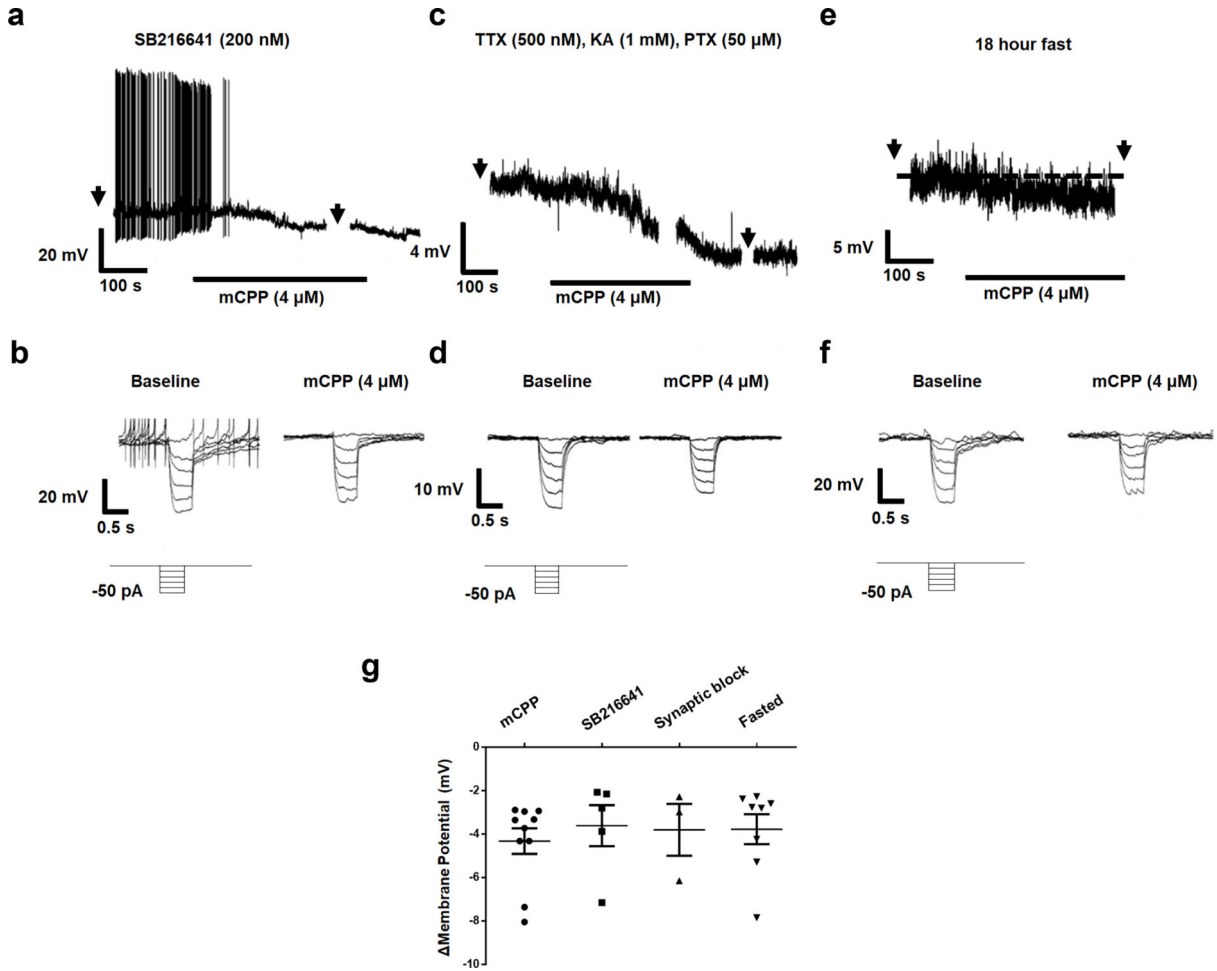 a
SB216641 (200 nM)
20 mV
100 s
mCPP (4 µM)
c
TTX (500 nM), KA (1 mM), PTX (50 µM)
4 mV
100 s
mCPP (4 µM)
e
18 hour fast
5 mV
100 s
mCPP (4 µM)
b
Baseline
mCPP (4 µM)
20 mV
0.5 s
-50 pA
d
Baseline
mCPP (4 µM)
10 mV
0.5 s
-50 pA
f
Baseline
mCPP (4 µM)
20 mV
0.5 s
-50 pA
g
mCPP
SB216641
Synaptic block
Fasted
ΔMembrane Potential (mV)
0
-2
-4
-6
-8
-10